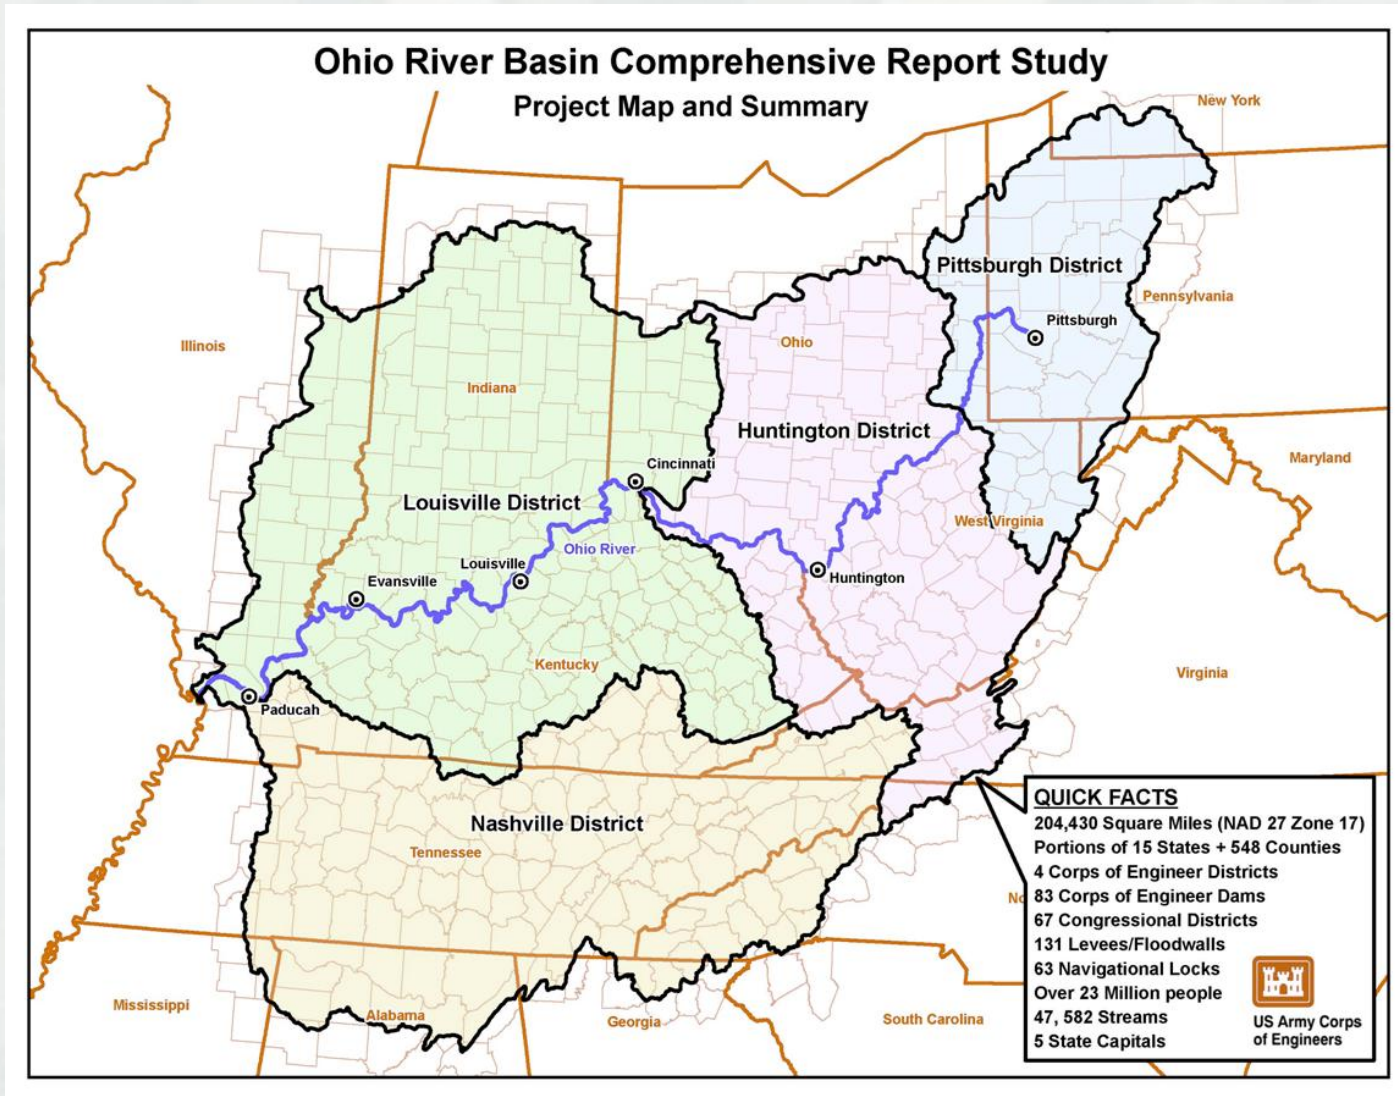 Ohio River Basin Comprehensive Report Study
Project Map and Summary
New York
Pittsburgh District
Pennsylvania
Pittsburgh
Illinois
Ohio
Indiana
Huntington District
Maryland
Cincinnati
Louisville District
West Virginia
Ohio River
Louisville
Evansville
Huntington
Kentucky
Virginia
Paducah
Nashville District
Tennessee
No
Mississippi
Alabama
Georgia
South Carolina
QUICK FACTS
204,430 Square Miles (NAD 27 Zone 17)
Portions of 15 States + 548 Counties
4 Corps of Engineer Districts
83 Corps of Engineer Dams
67 Congressional Districts
131 Levees/Floodwalls
63 Navigational Locks
Over 23 Million people
47, 582 Streams
5 State Capitals
US Army Corps
of Engineers